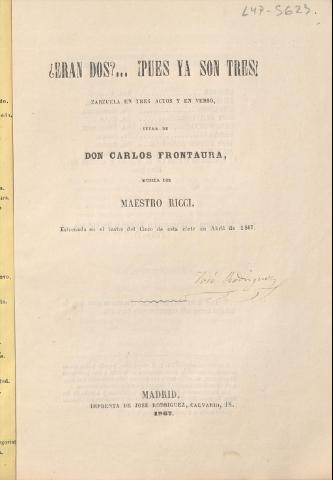 L47-5623
¿ERAN DOS?... ¡PUES YA SON TRES!
ZARZUELA EN TRES ACTOS Y EN VERSO,
LETRA DE
DON CARLOS FRONTAURA,
MUSICA DEL
MAESTRO RICCI.
Estrenada en el teatro del Circo de esta córte en Abril de 1867.
José Rodriguez
MADRID.
IMPRENTA DE JOSE RODRIGUEZ, CALVARIO, 18.
1867.